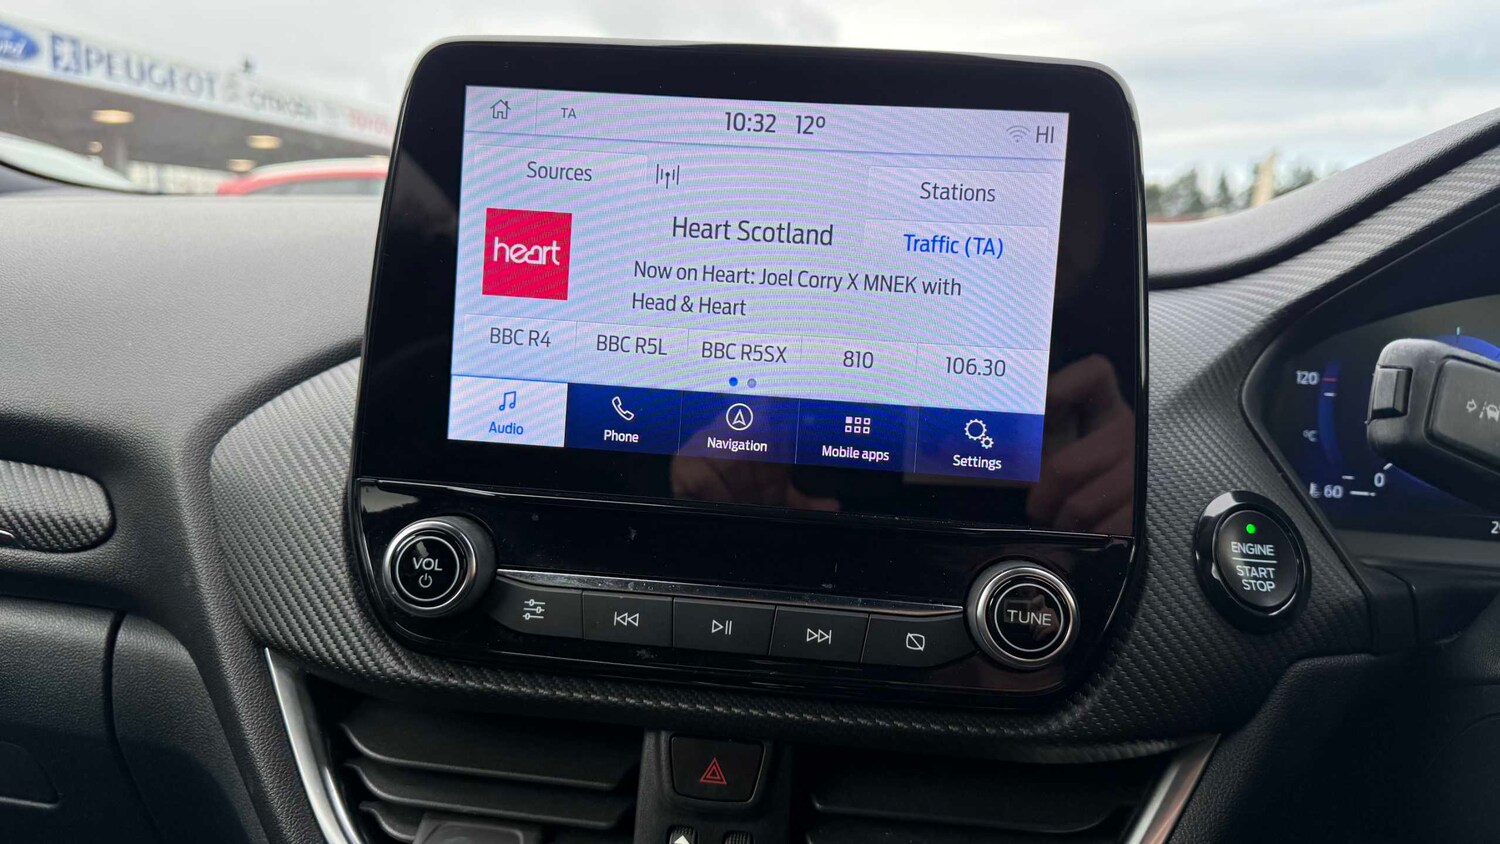 Ford
PEUGEOT
TA
10:32 12º
HI
Sources
Stations
heart
Heart Scotland
Traffic (TA)
Now on Heart: Joel Corry X MNEK with
Head & Heart
BBC R4
BBC R5L
BBC R5SX
810
106.30
Audio
Phone
Navigation
Mobile apps
Settings
VOL
TUNE
ENGINE
START
STOP
120
°C
60
0
2